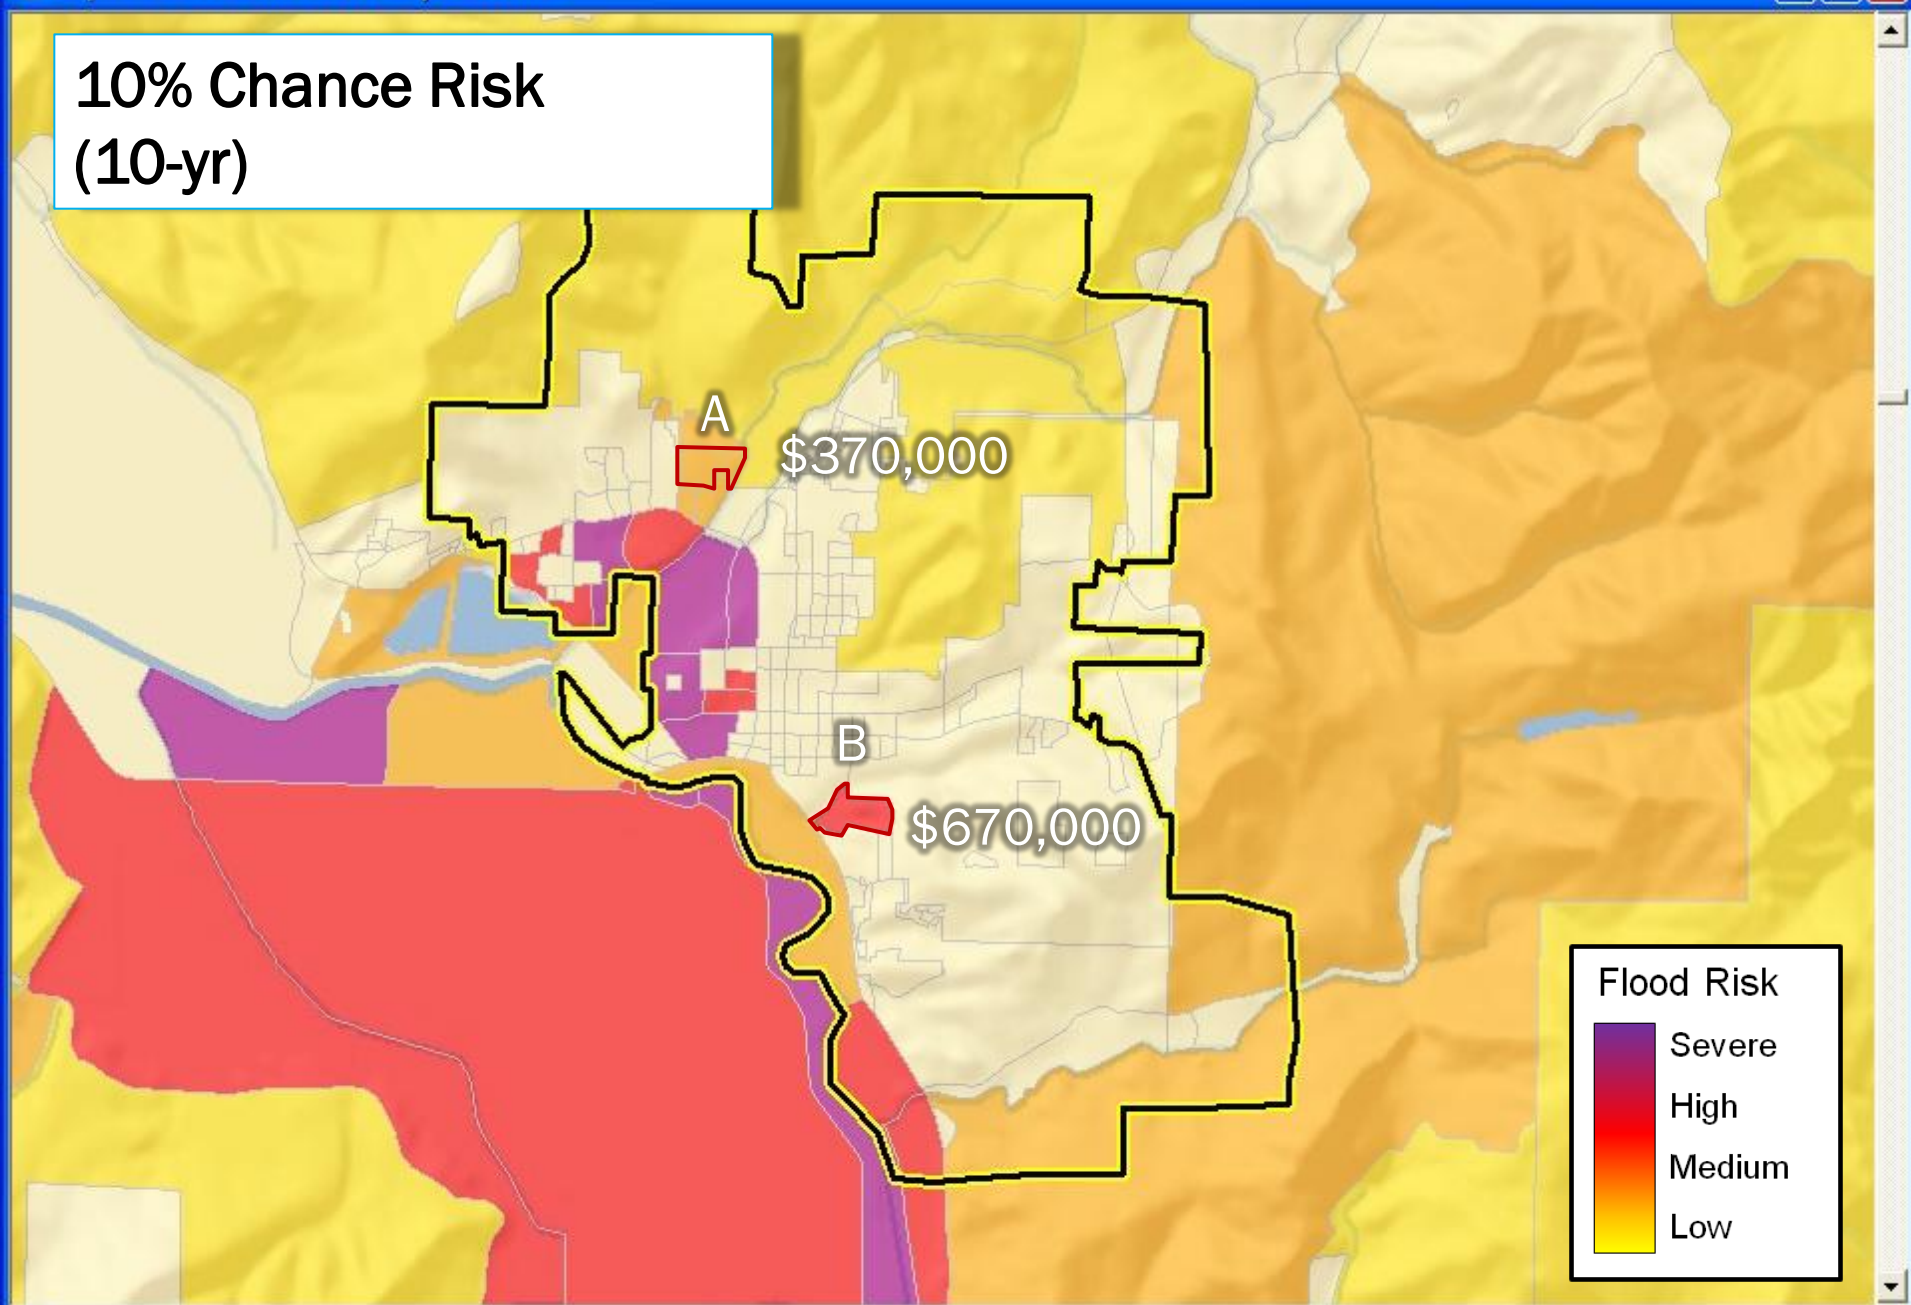 10% Chance Risk
(10-yr)
A
$370,000
B
$670,000
Flood Risk
Severe
High
Medium
Low